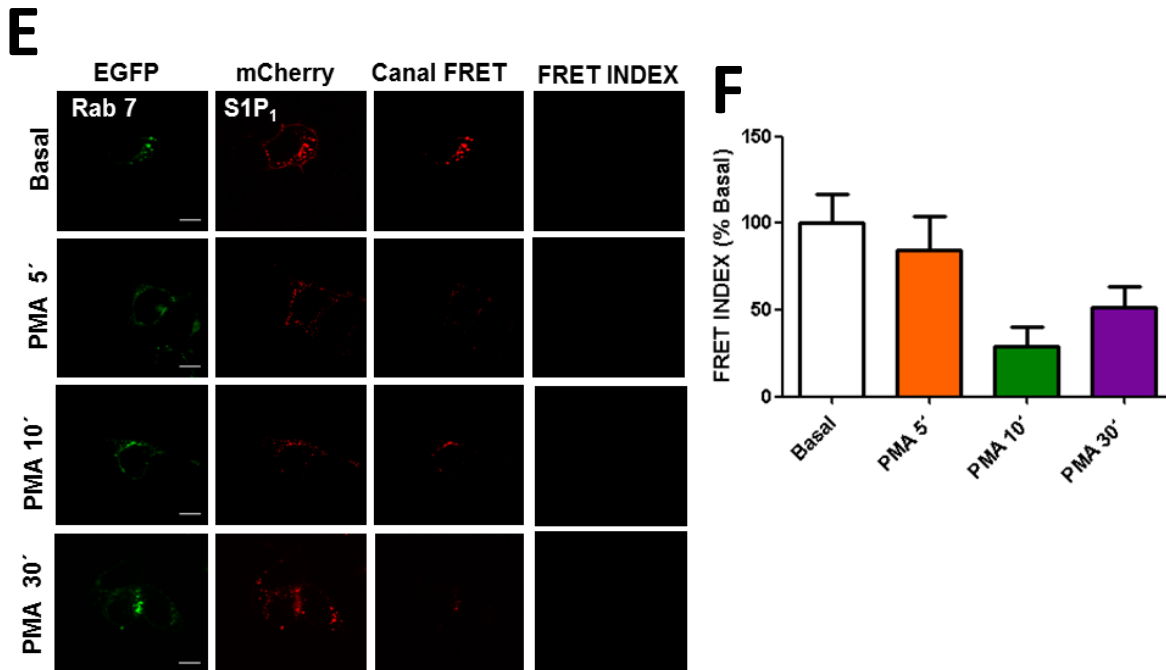 E
EGFP mCherry Canal FRET FRET INDEX
Rab 7 S1P₁
Basal
PMA 5´
PMA 10´
PMA 30´
F
FRET INDEX (% Basal)
150
100
50
0
Basal PMA 5´ PMA 10´ PMA 30´